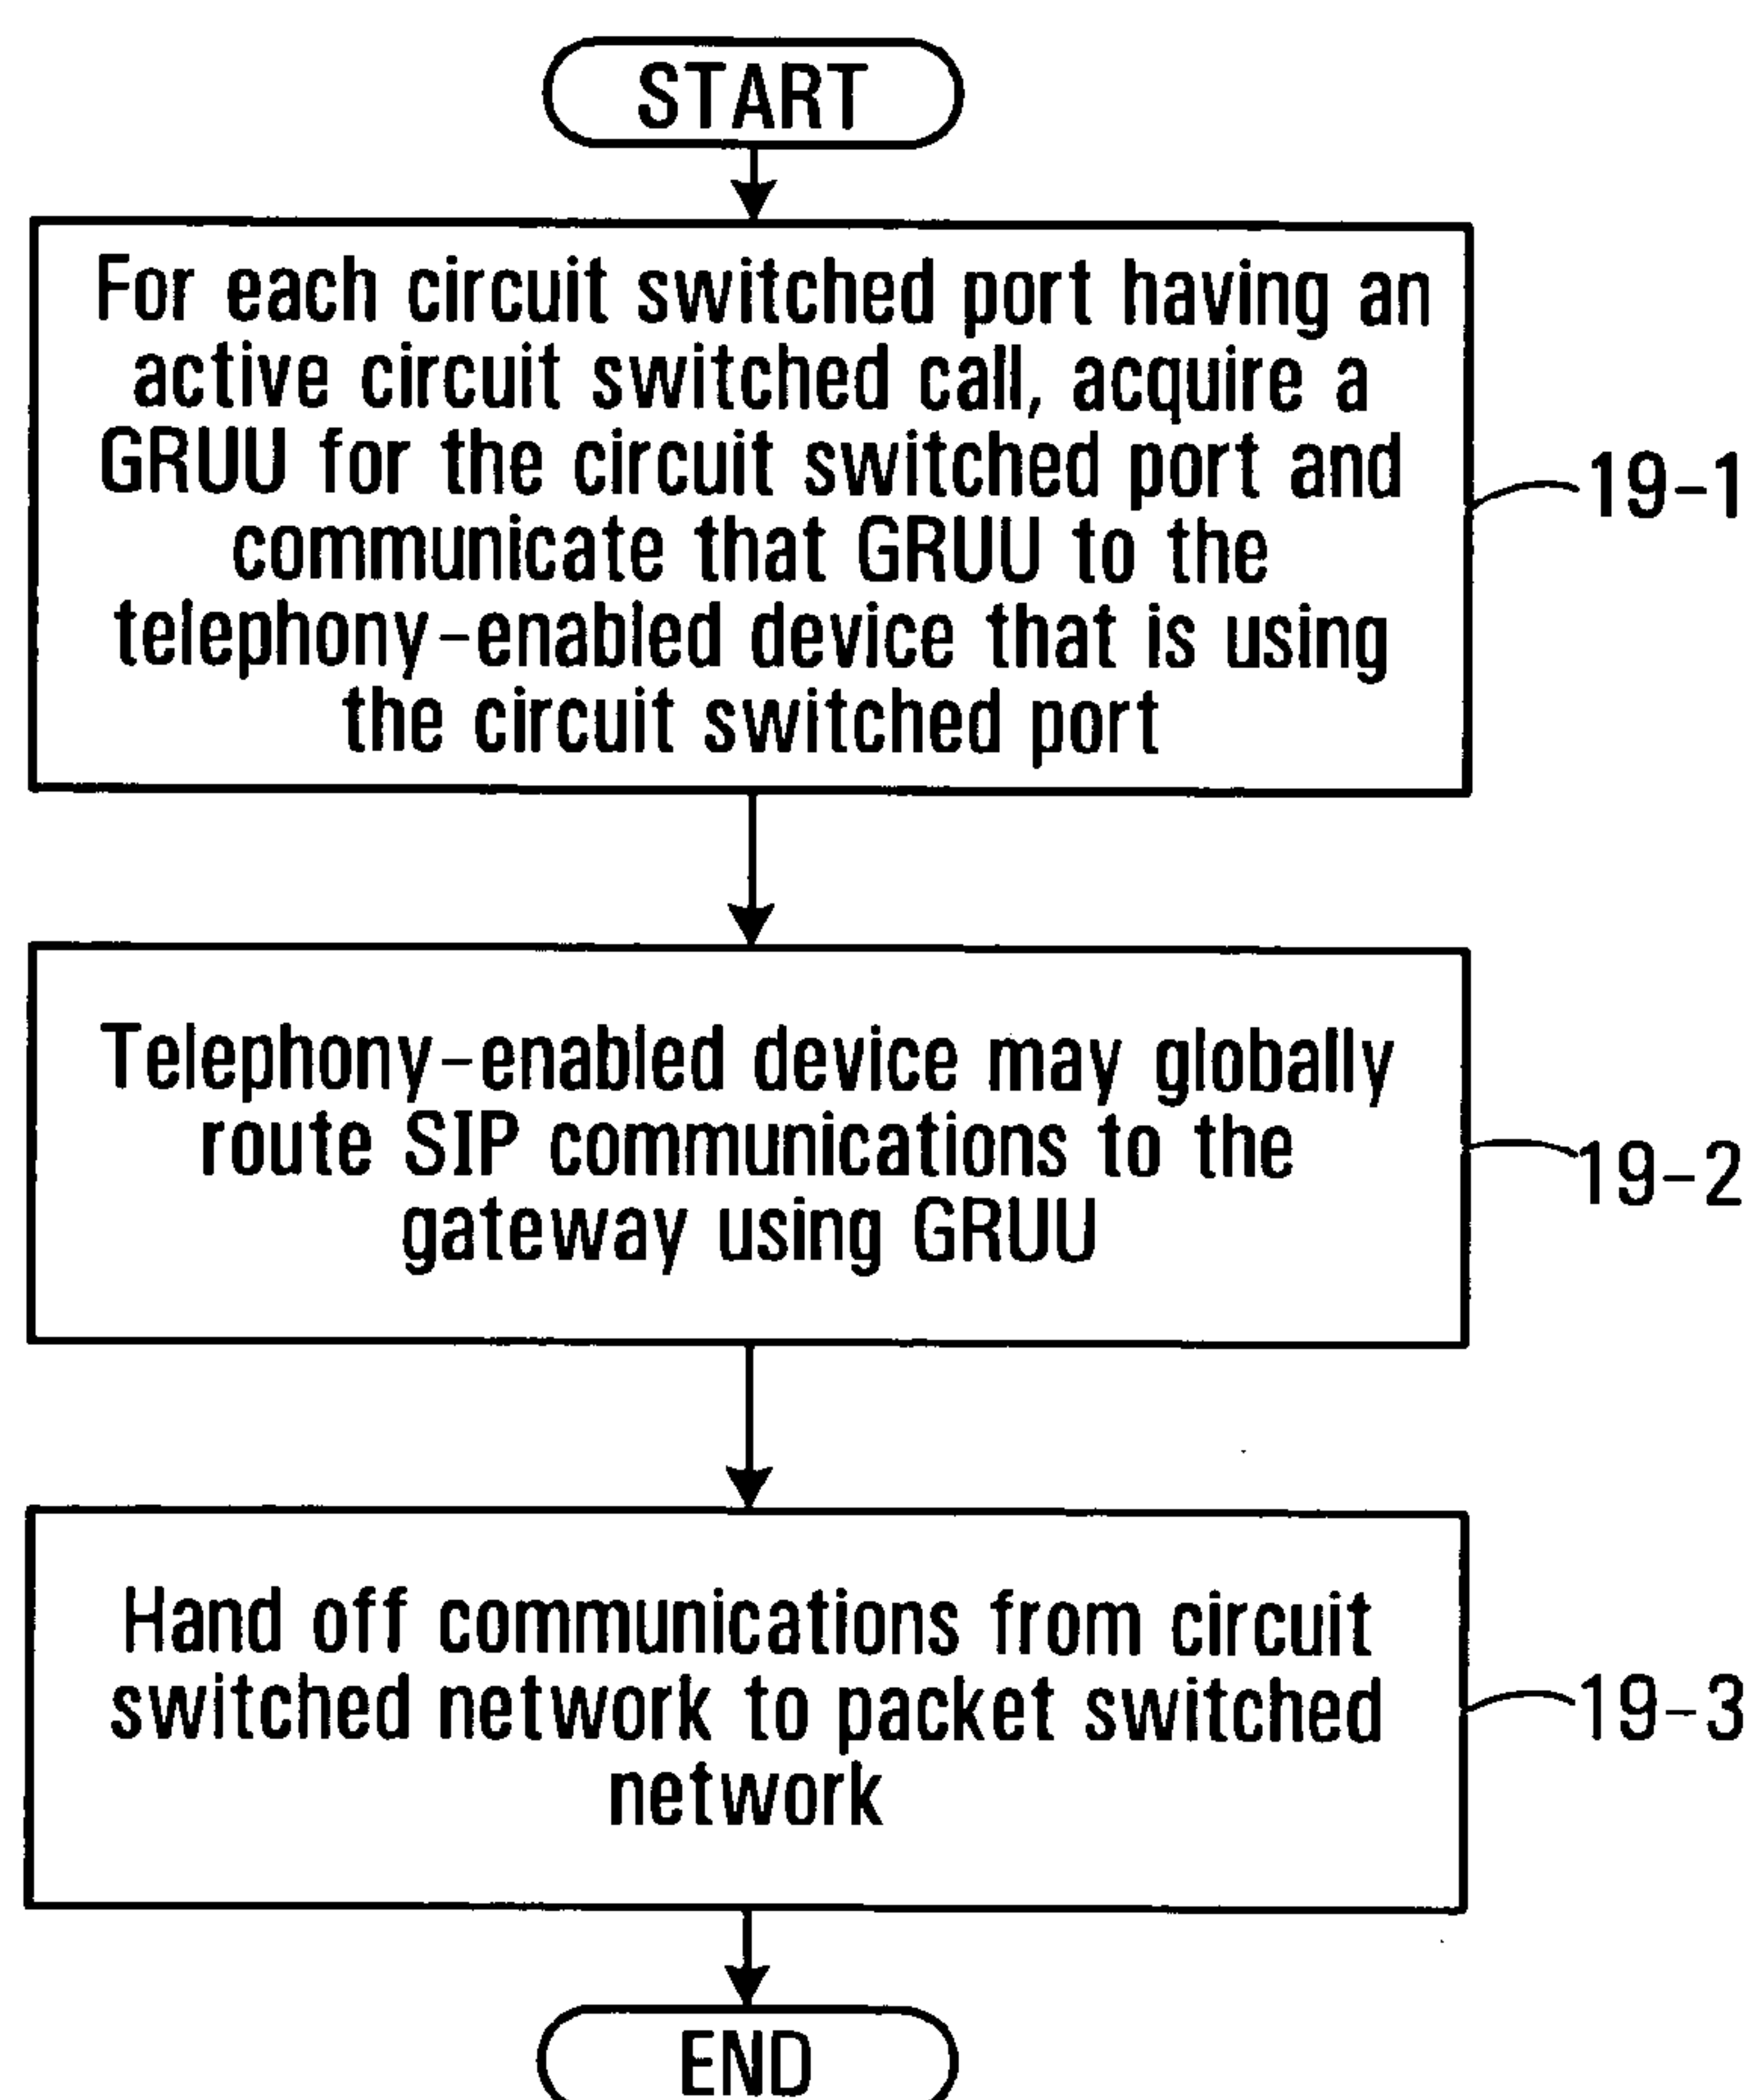 START
For each circuit switched port having an
active circuit switched call, acquire a
GRUU for the circuit switched port and
communicate that GRUU to the
telephony-enabled device that is using
the circuit switched port
19-1
Telephony-enabled device may globally
route SIP communications to the
gateway using GRUU
19-2
Hand off communications from circuit
switched network to packet switched
network
19-3
END